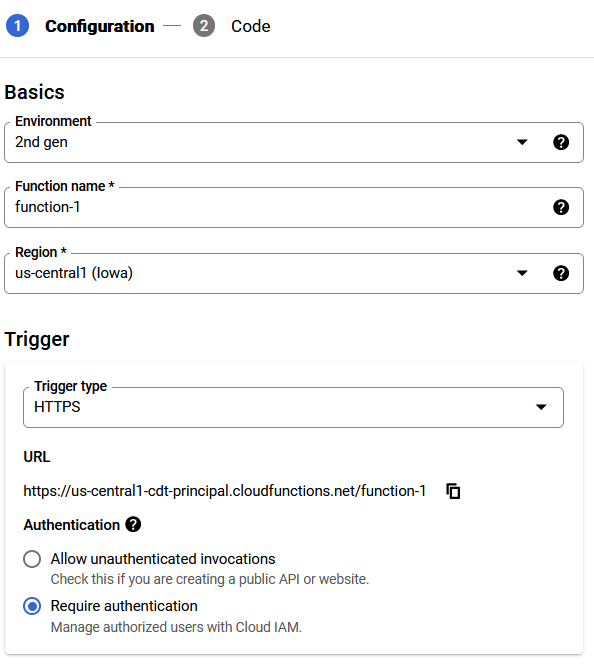 1 Configuration — 2 Code
Basics
Environment
2nd gen
Function name *
function-1
Region *
us-central1 (Iowa)
Trigger
Trigger type
HTTPS
URL
https://us-central1-cdt-principal.cloudfunctions.net/function-1
Authentication
Allow unauthenticated invocations
Check this if you are creating a public API or website.
Require authentication
Manage authorized users with Cloud IAM.